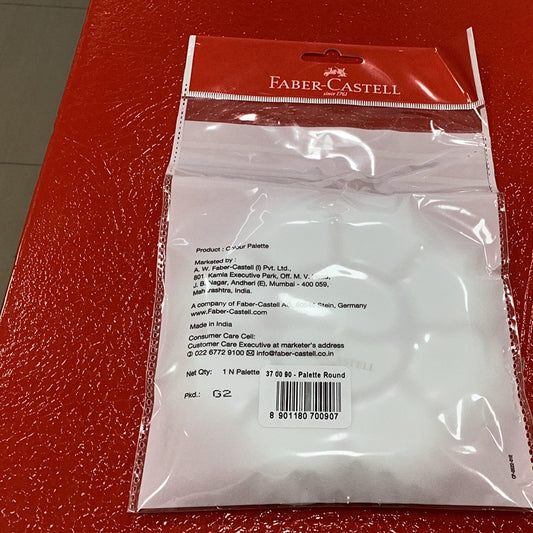 FABER-CASTELL
since 1761
Product : C our Palette
Marketed by :
A. W. Faber-Castell (I) Pvt. Ltd.,
801, Kamla Executive Park, Off. M. V.
J. B. Nagar, Andheri (E), Mumbai - 400 059,
Maharashtra, India.
A company of Faber-Castell AG, 90546 Stein, Germany
www.Faber-Castell.com
Made in India
Consumer Care Cell:
Customer Care Executive at marketer's address
022 6772 9100 info@faber-castell.co.in
Net Qty: 1 N Palette
37 00 90 - Palette Round
Pkd.: G2
8 901180 700907